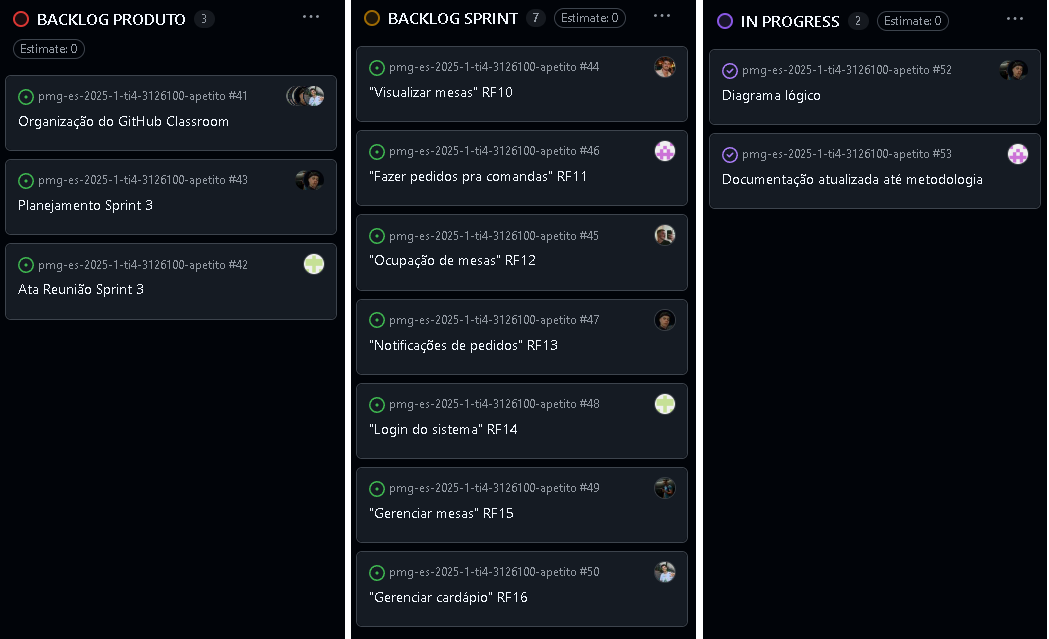 BACKLOG PRODUTO 3
Estimate: 0
pmg-es-2025-1-ti4-3126100-apetito #41
Organização do GitHub Classroom
pmg-es-2025-1-ti4-3126100-apetito #43
Planejamento Sprint 3
pmg-es-2025-1-ti4-3126100-apetito #42
Ata Reunião Sprint 3
BACKLOG SPRINT 7 Estimate: 0
pmg-es-2025-1-ti4-3126100-apetito #44
"Visualizar mesas" RF10
pmg-es-2025-1-ti4-3126100-apetito #46
"Fazer pedidos pra comandas" RF11
pmg-es-2025-1-ti4-3126100-apetito #45
"Ocupação de mesas" RF12
pmg-es-2025-1-ti4-3126100-apetito #47
"Notificações de pedidos" RF13
pmg-es-2025-1-ti4-3126100-apetito #48
"Login do sistema" RF14
pmg-es-2025-1-ti4-3126100-apetito #49
"Gerenciar mesas" RF15
pmg-es-2025-1-ti4-3126100-apetito #50
"Gerenciar cardápio" RF16
IN PROGRESS 2 Estimate: 0
pmg-es-2025-1-ti4-3126100-apetito #52
Diagrama lógico
pmg-es-2025-1-ti4-3126100-apetito #53
Documentação atualizada até metodologia